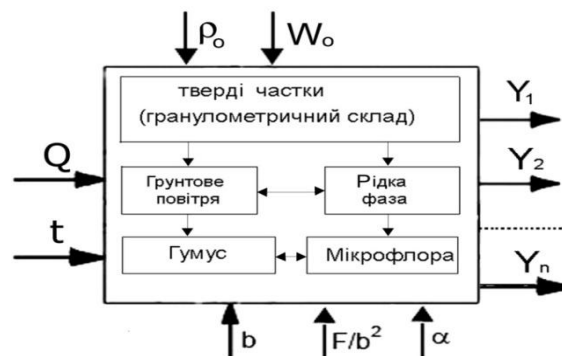 ρo Wo
тверді частки
(гранулометричний склад)
Y1
Q
Грунтове
повітря
Рідка
фаза
Y2
t
Гумус
Мікрофлора
Yn
b
F/b²
α